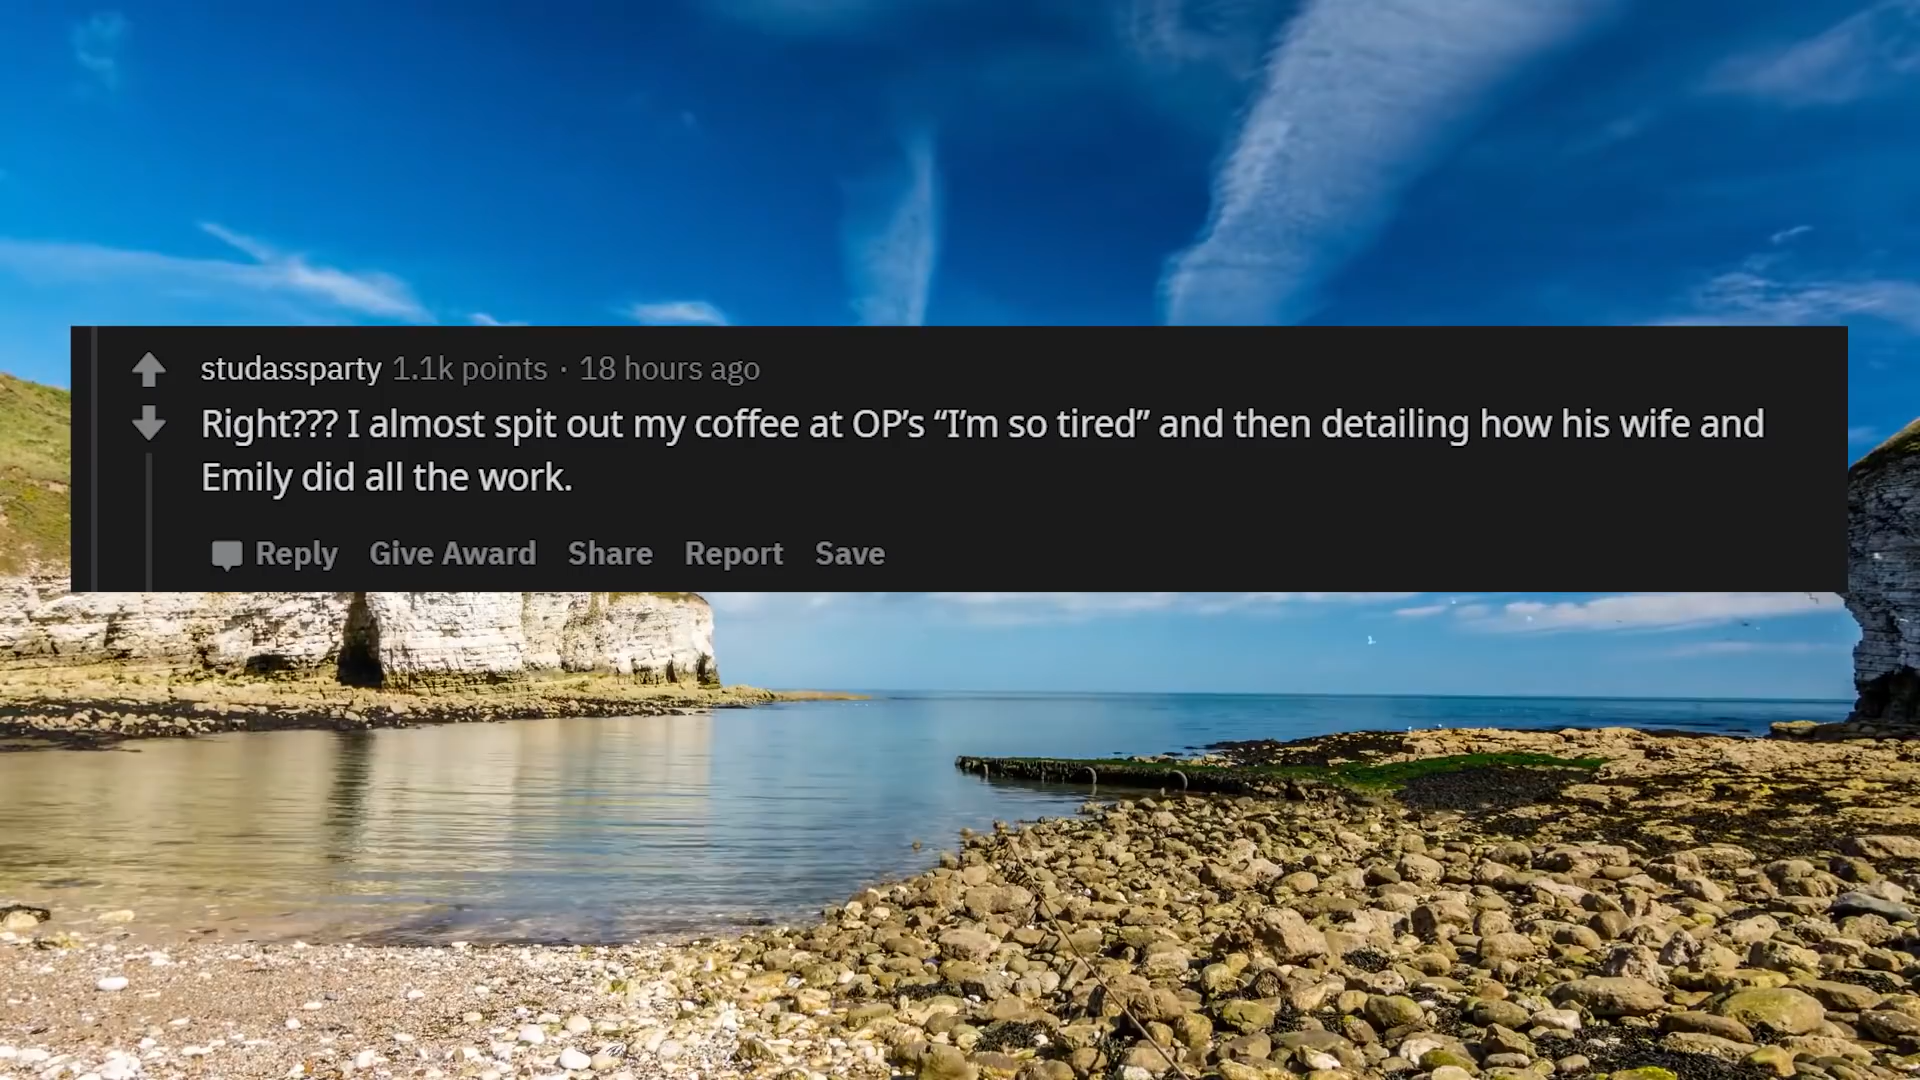 studassparty 1.1k points · 18 hours ago
Right??? I almost spit out my coffee at OP’s “I’m so tired” and then detailing how his wife and
Emily did all the work.
Reply Give Award Share Report Save